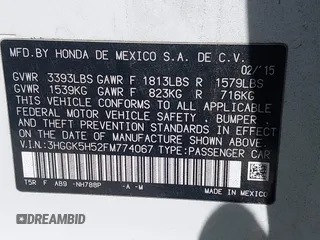 MFD.BY HONDA DE MEXICO S.A. DE C.V.
02/'15
GVWR 3393LBS GAWR F 1813LBS R 1579LBS
GVWR 1539KG GAWR F 823KG R 716KG
THIS VEHICLE CONFORMS TO ALL APPLICABLE
FEDERAL MOTOR VEHICLE SAFETY, BUMPER
AND THEFT PREVENTION STANDARDS IN EFFECT
ON THE DATE OF MANUFACTURE SHOWN ABOVE.
V.I.N.:3HGGK5H52FM774067 TYPE:PASSENGER CAR
T5R F AB9 -NH788P -A -M
MADE IN MEXICO
AUTOBIDMASTER